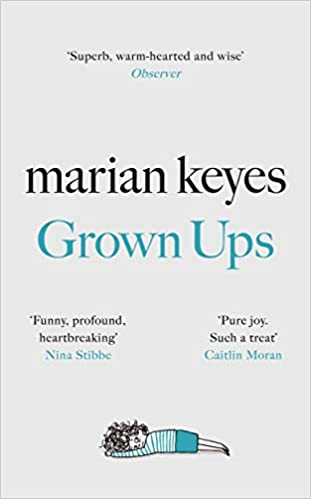 ‘Superb, warm-hearted and wise’
Observer
marian keyes
Grown Ups
‘Funny, profound,
heartbreaking’
Nina Stibbe
‘Pure joy.
Such a treat’
Caitlin Moran